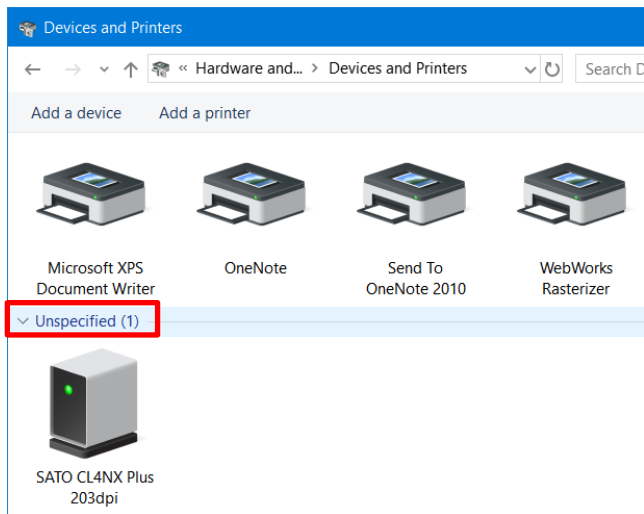 Devices and Printers
« Hardware and... > Devices and Printers
Search D
Add a device Add a printer
Microsoft XPS
Document Writer
OneNote
Send To
OneNote 2010
WebWorks
Rasterizer
Unspecified (1)
SATO CL4NX Plus
203dpi